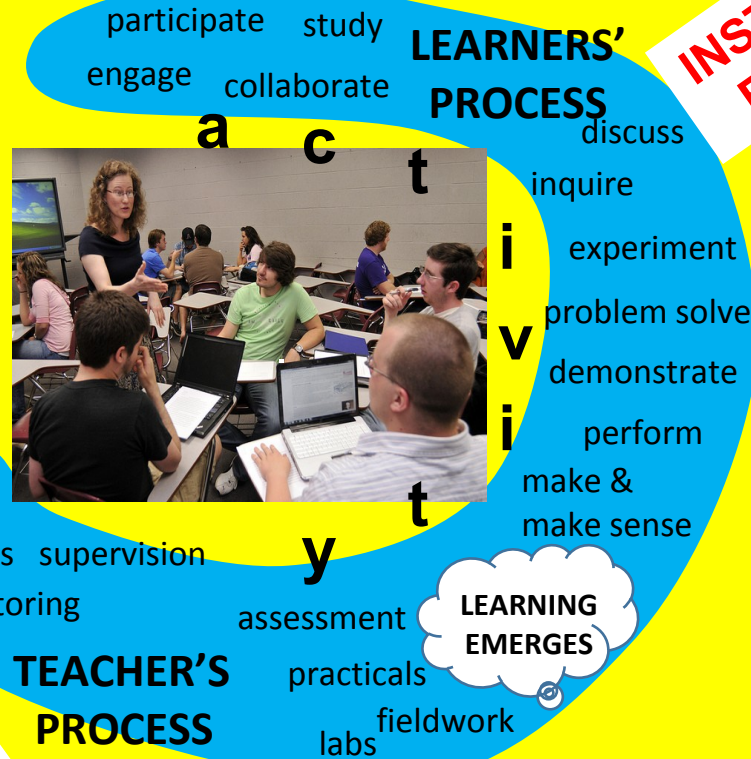 participate study
engage collaborate
LEARNERS'
PROCESS
discuss
inquire
experiment
problem solve
demonstrate
perform
make &
make sense
a c t i v i t y
supervision
assessment
practicals
fieldwork
labs
TEACHER'S
PROCESS
LEARNING
EMERGES